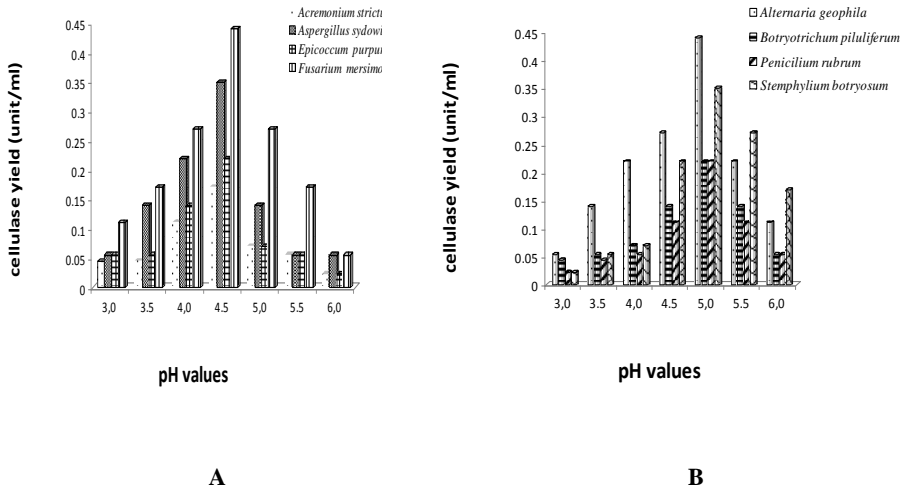 Acremonium strictu
Aspergillus sydowi
Epicoccum purpur
Fusarium mersimo
cellulase yield (unit/ml)
0.45
0.4
0.35
0.3
0.25
0.2
0.15
0.1
0.05
0
3,0 3.5 4,0 4.5 5,0 5.5 6,0
pH values
A
Alternaria geophila
Botryotrichum piluliferum
Penicilium rubrum
Stemphylium botryosum
cellulase yield (unit/ml)
0.45
0.4
0.35
0.3
0.25
0.2
0.15
0.1
0.05
0
3,0 3.5 4,0 4.5 5,0 5.5 6,0
pH values
B